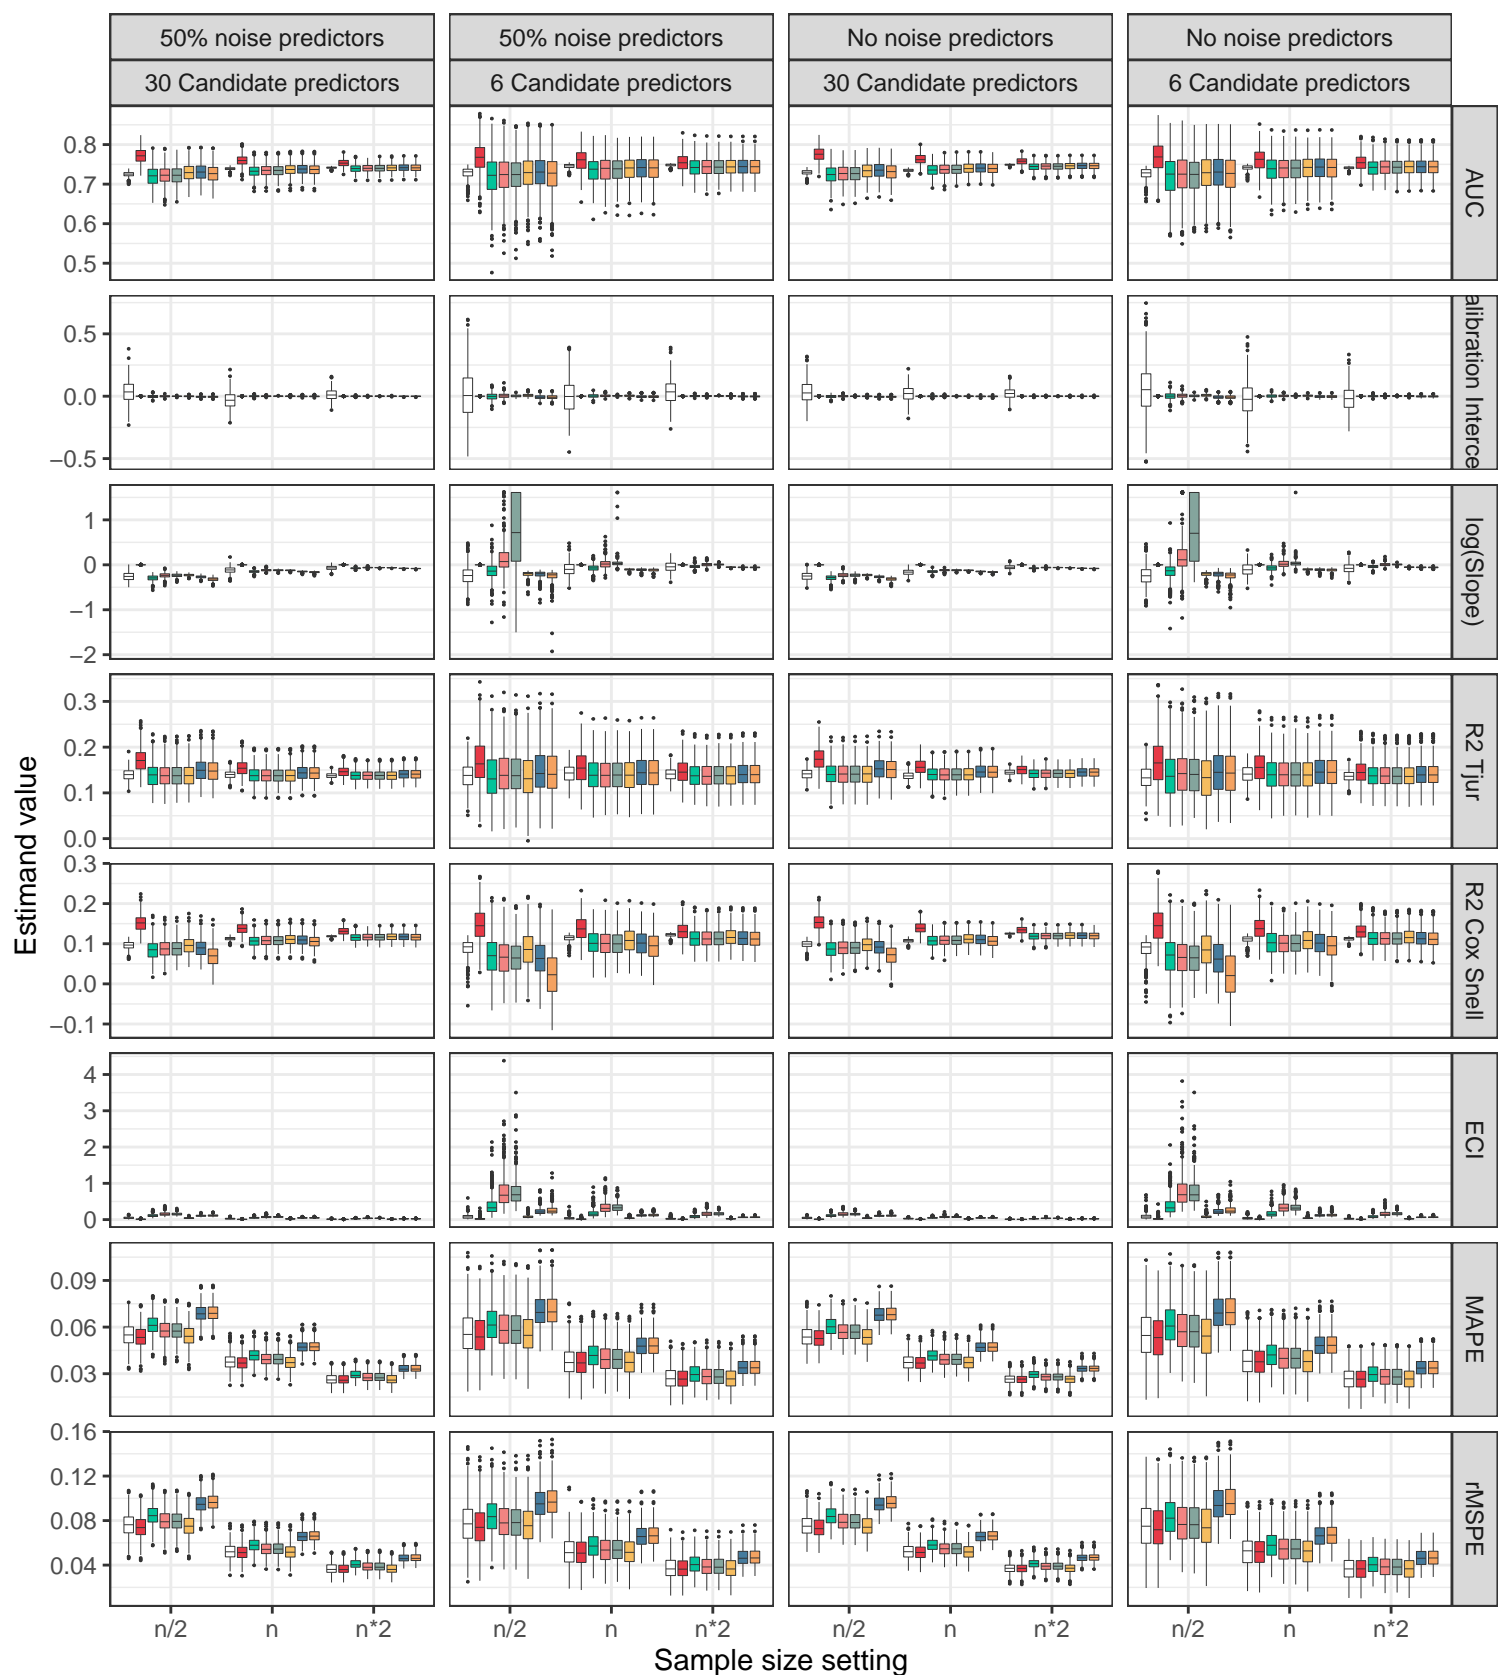 50% noise predictors
50% noise predictors
No noise predictors
No noise predictors
30 Candidate predictors
6 Candidate predictors
30 Candidate predictors
6 Candidate predictors
0.8
0.7
0.6
0.5
AUC
0.5
0.0
−0.5
alibration Interce
1
0
−1
−2
log(Slope)
0.3
0.2
0.1
0.0
R2 Tjur
0.3
0.2
0.1
0.0
−0.1
R2 Cox Snell
4
3
2
1
0
ECI
0.09
0.06
0.03
MAPE
0.16
0.12
0.08
0.04
rMSPE
Estimand value
n/2
n
n*2
n/2
n
n*2
n/2
n
n*2
n/2
n
n*2
Sample size setting